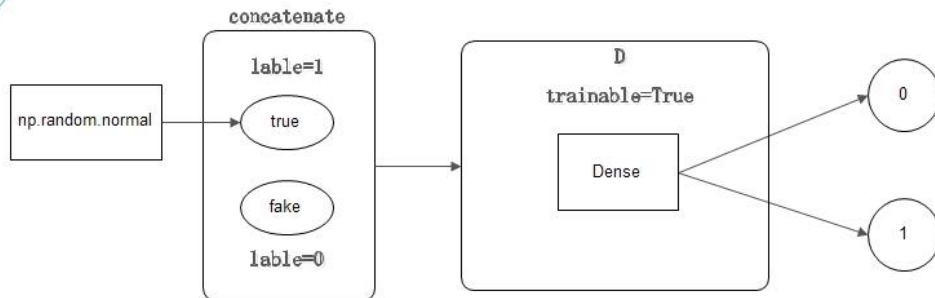 concatenate
lable=1
np.random.normal
true
fake
lable=0
D
trainable=True
Dense
0
1